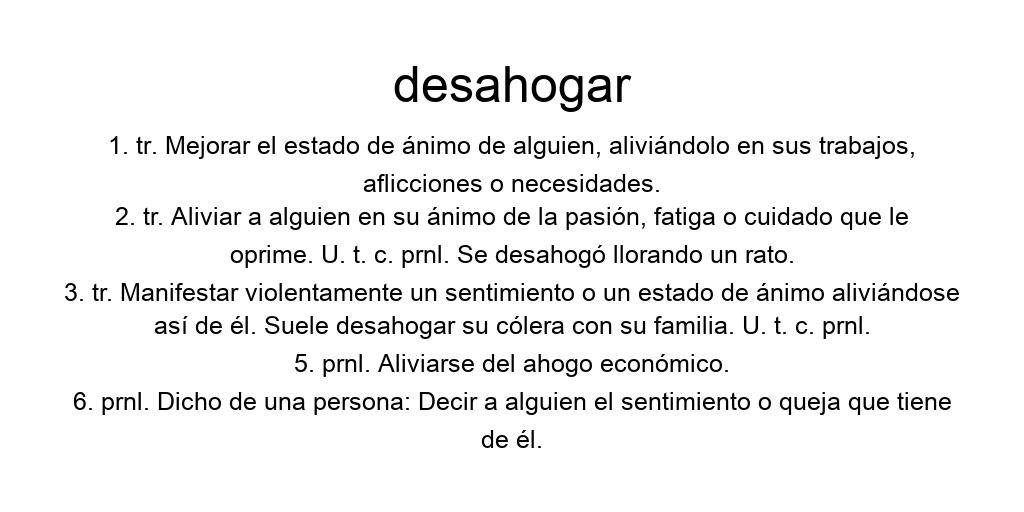 desahogar
1. tr. Mejorar el estado de ánimo de alguien, aliviándolo en sus trabajos,
aflicciones o necesidades.
2. tr. Aliviar a alguien en su ánimo de la pasión, fatiga o cuidado que le
oprime. U. t. c. prnl. Se desahogó llorando un rato.
3. tr. Manifestar violentamente un sentimiento o un estado de ánimo aliviándose
así de él. Suele desahogar su cólera con su familia. U. t. c. prnl.
5. prnl. Aliviarse del ahogo económico.
6. prnl. Dicho de una persona: Decir a alguien el sentimiento o queja que tiene
de él.